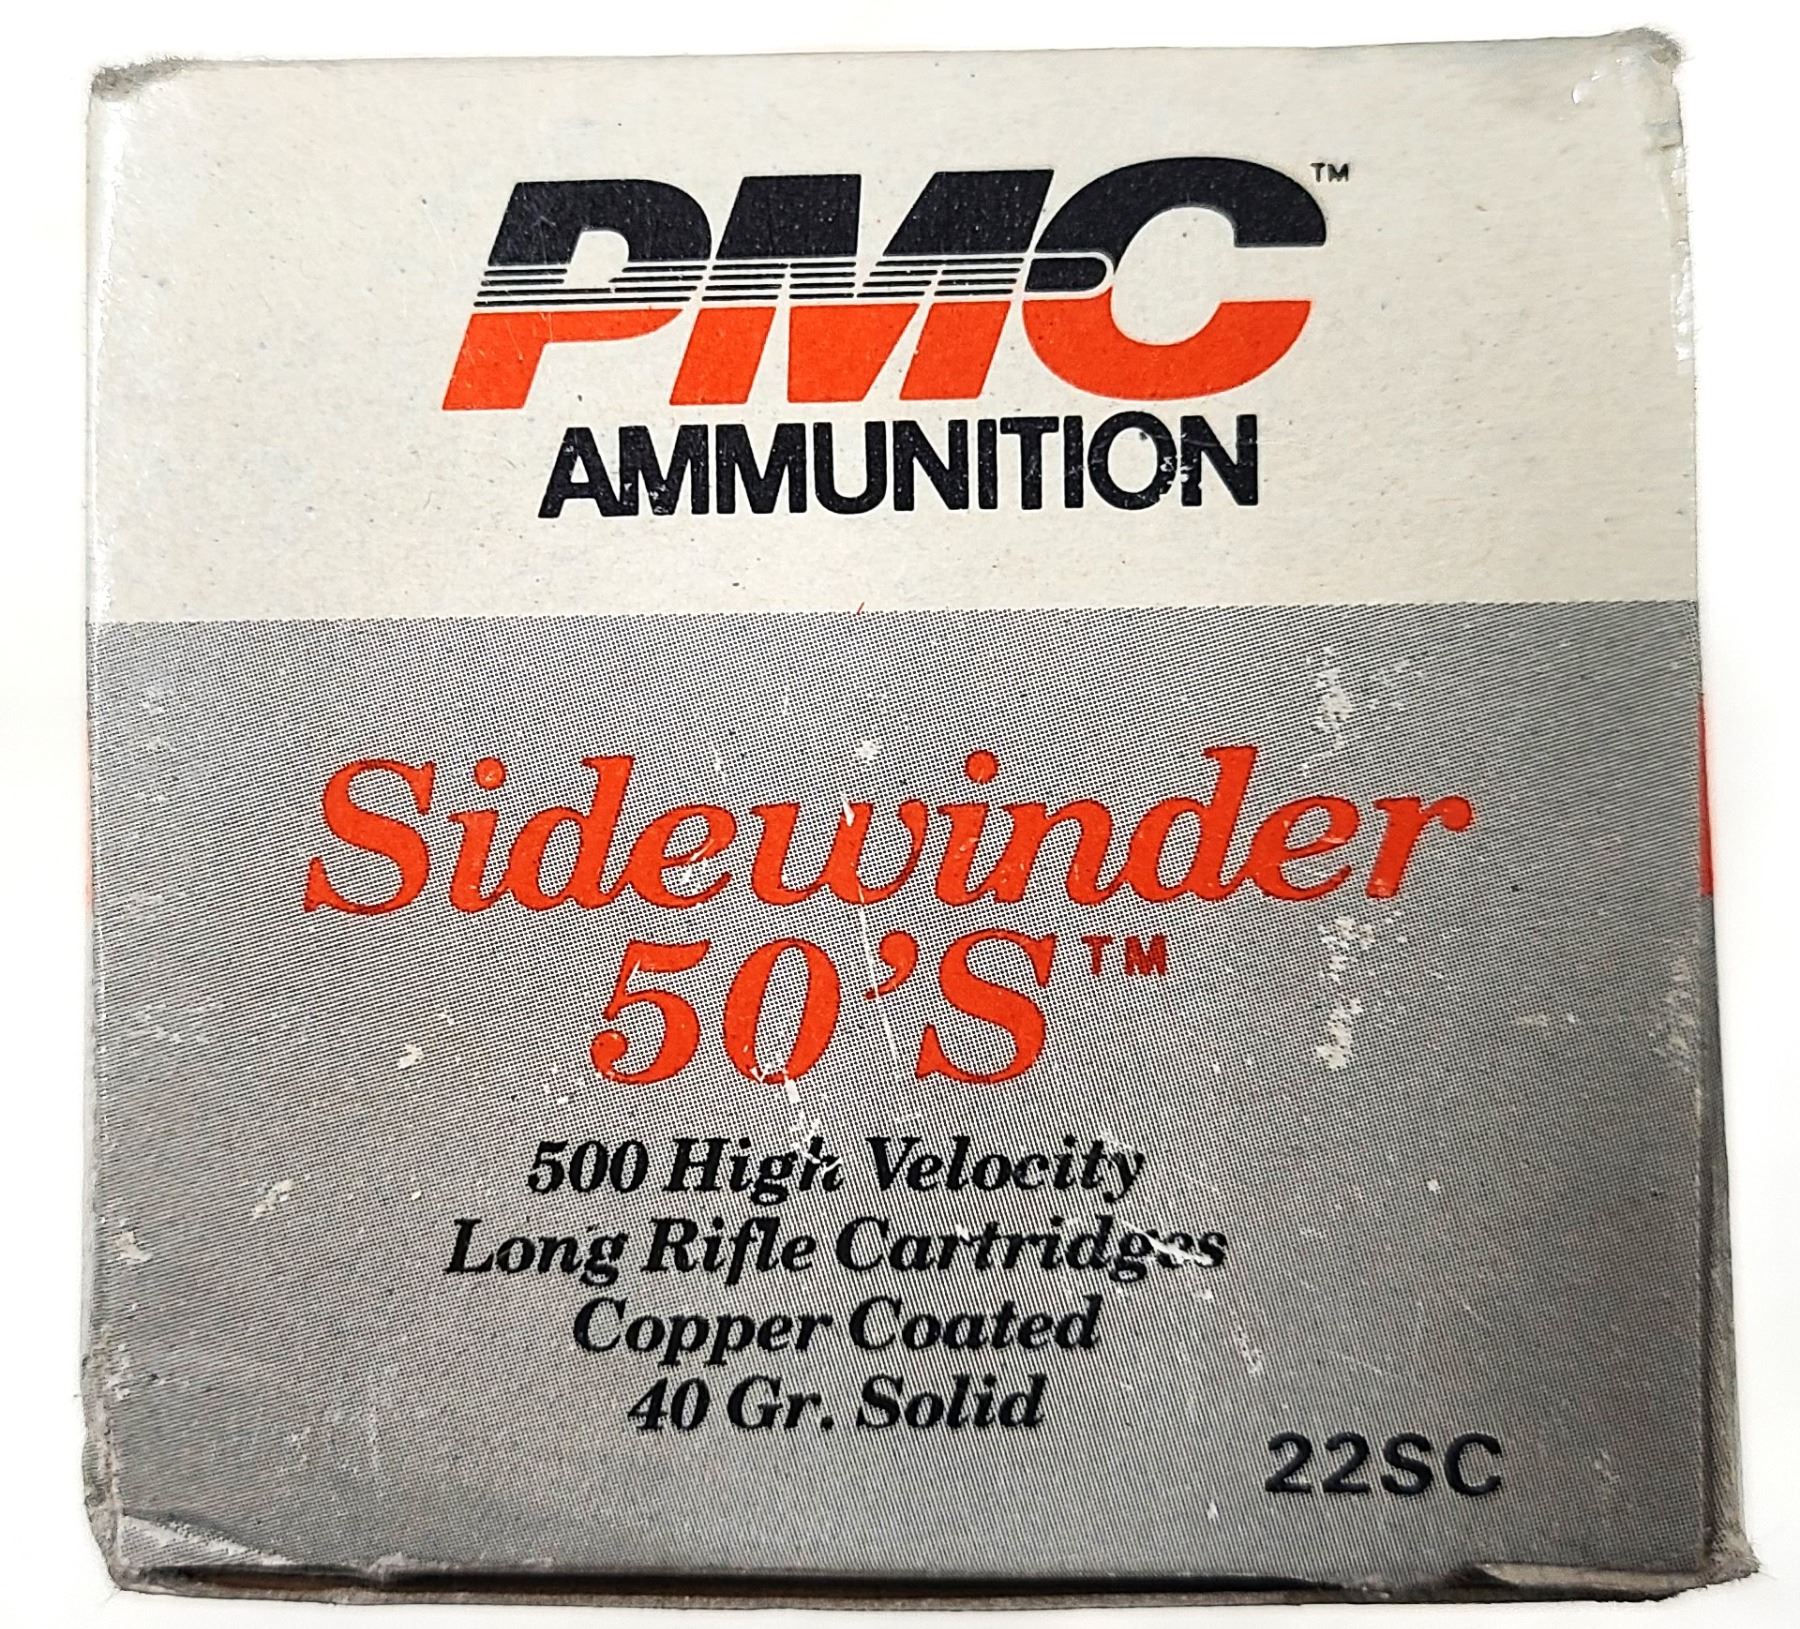 PMC™
AMMUNITION
Sidewinder
50'S™
500 High Velocity
Long Rifle Cartridges
Copper Coated
40 Gr. Solid
22SC